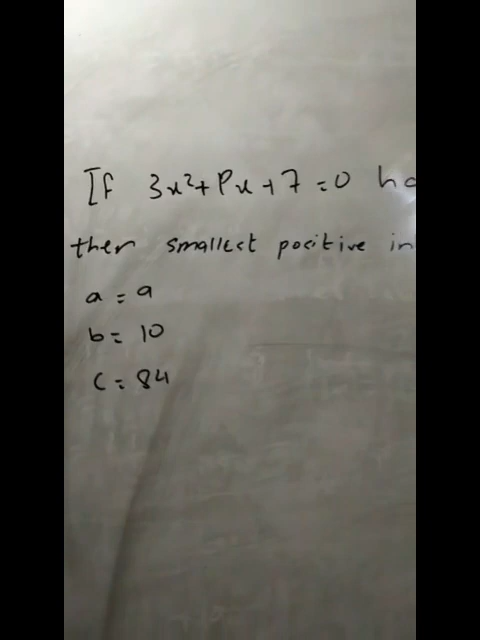 If 3x²+Px+7=0 ha
then smallest positive in
a = 9
b = 10
c = 84